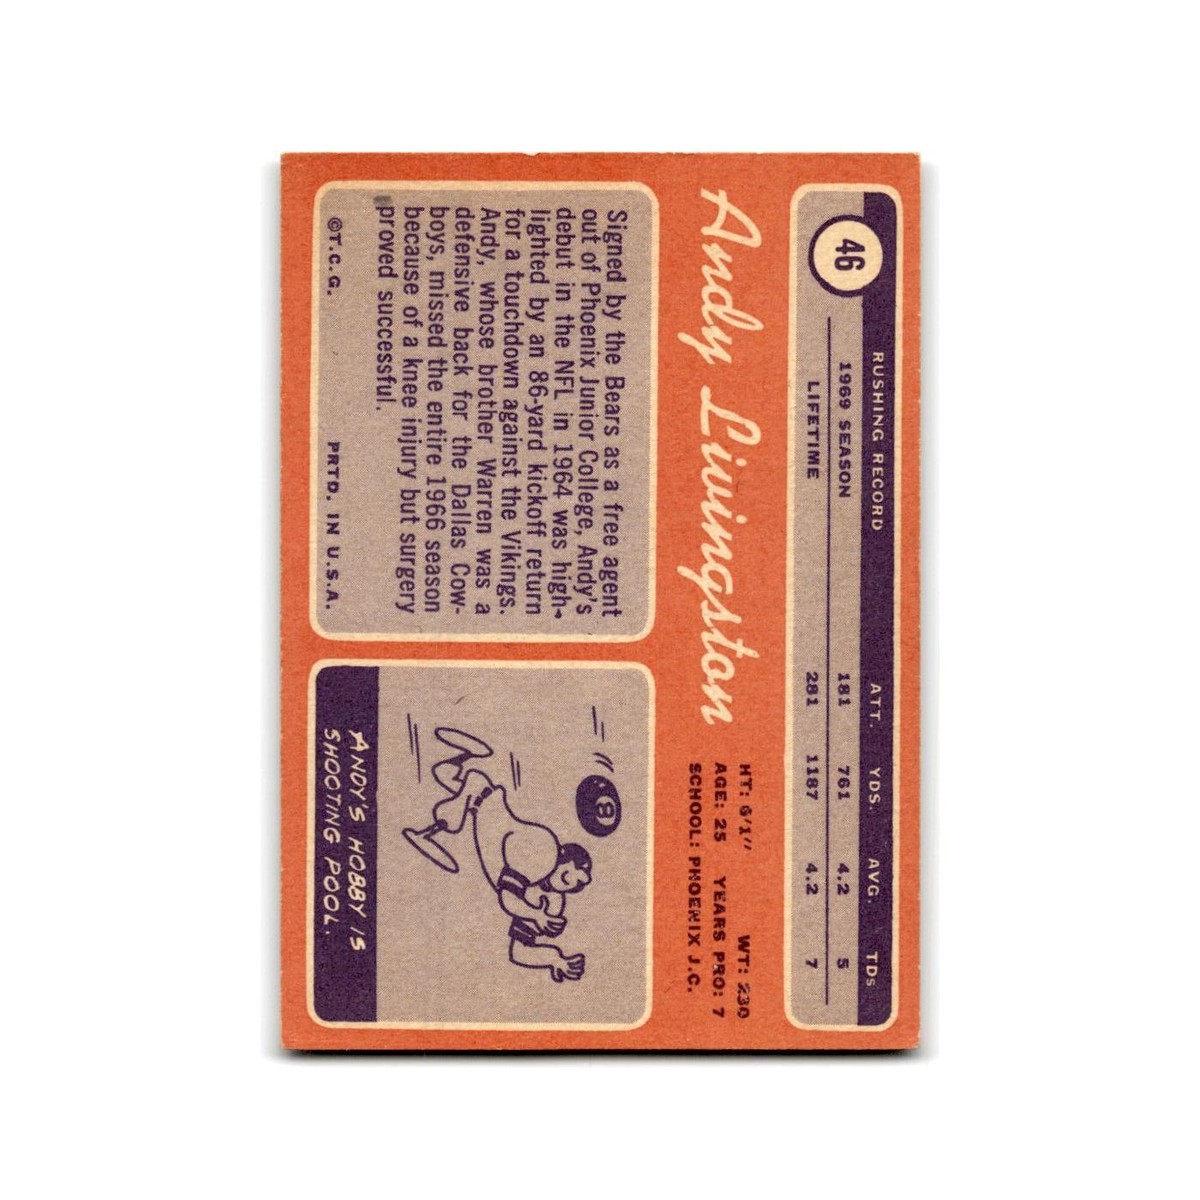 46
RUSHING RECORD ATT. YDS. AVG. TDs
1969 SEASON 181 761 4.2 5
LIFETIME 281 1187 4.2 7
Andy Livingston
HT: 6'1" WT: 230
AGE: 25 YEARS PRO: 7
SCHOOL: PHOENIX J.C.
Signed by the Bears as a free agent
out of Phoenix Junior College, Andy's
debut in the NFL in 1964 was high-
lighted by an 86-yard kickoff return
for a touchdown against the Vikings.
Andy, whose brother Warren was a
defensive back for the Dallas Cow-
boys, missed the entire 1966 season
because of a knee injury but surgery
proved successful.
©T.C.G. PRTD. IN U.S.A.
8
ANDY'S HOBBY IS
SHOOTING POOL.